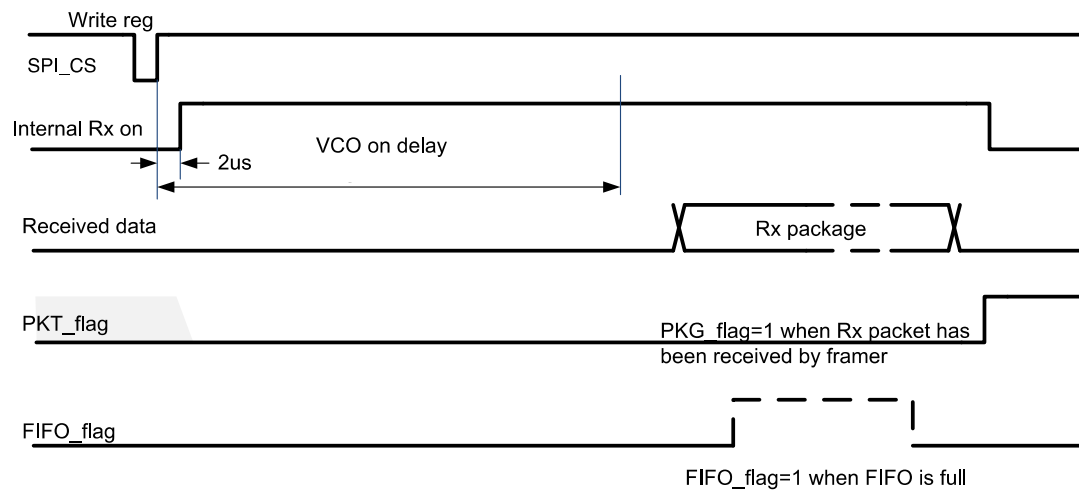 Write reg
SPI_CS
Internal Rx on
VCO on delay
2us
Received data
Rx package
PKT_flag
PKG_flag=1 when Rx packet has
been received by framer
FIFO_flag
FIFO_flag=1 when FIFO is full